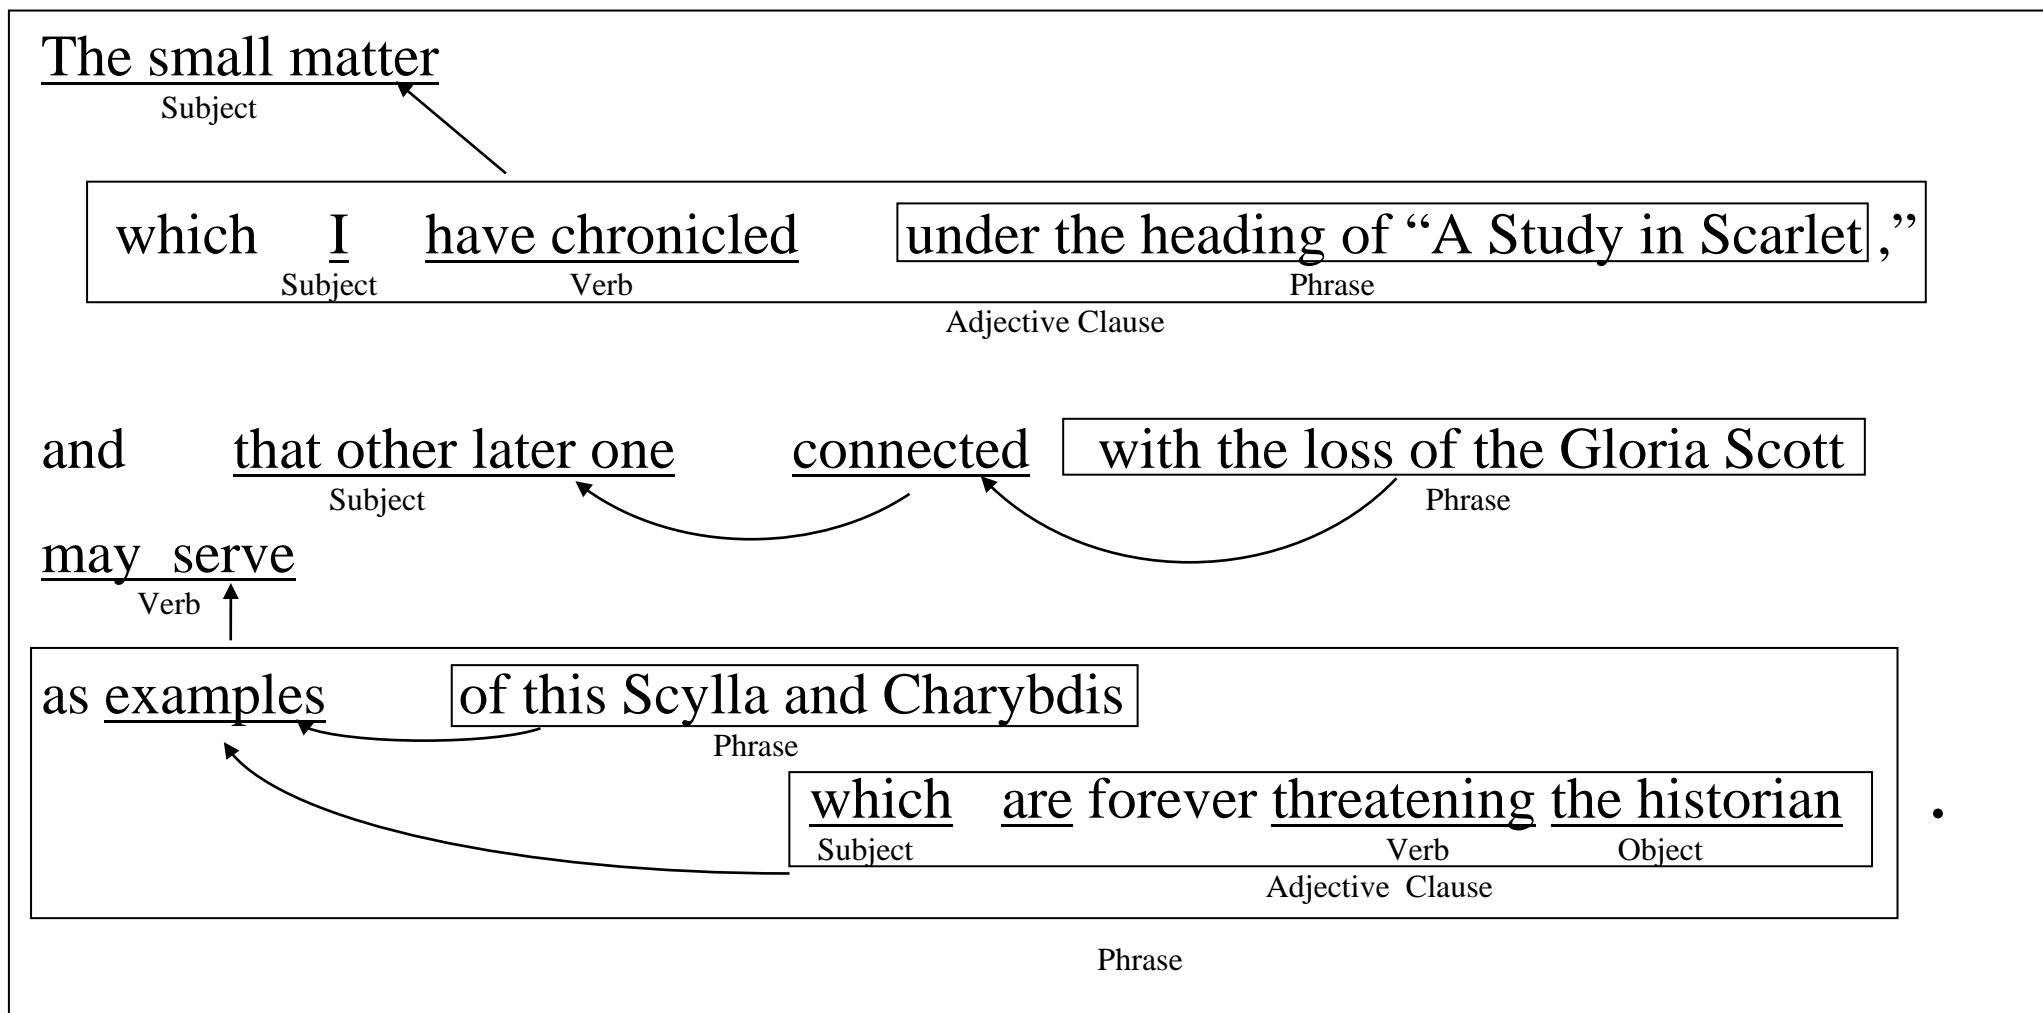 The small matter
Subject
which I have chronicled under the heading of “A Study in Scarlet,”
Subject Verb Phrase
Adjective Clause
and that other later one connected with the loss of the Gloria Scott
Subject Phrase
may serve
Verb
as examples of this Scylla and Charybdis
Phrase
which are forever threatening the historian .
Subject Verb Object
Adjective Clause
Phrase